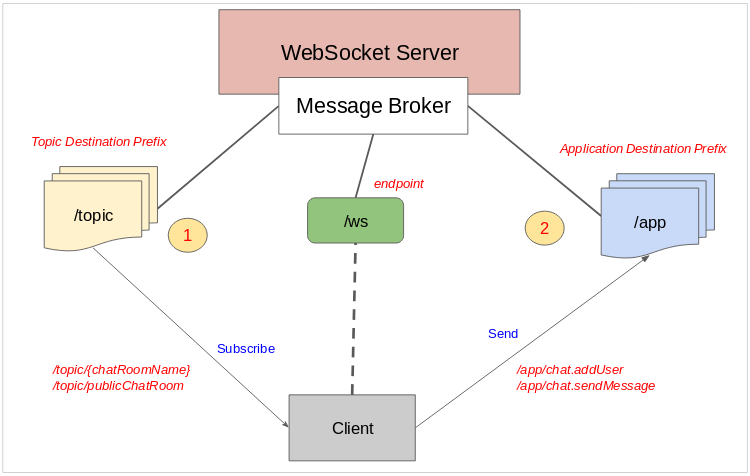 WebSocket Server
Message Broker
Topic Destination Prefix
Application Destination Prefix
endpoint
/topic
/ws
/app
1
2
Subscribe
Send
/topic/{chatRoomName}
/topic/publicChatRoom
/app/chat.addUser
/app/chat.sendMessage
Client